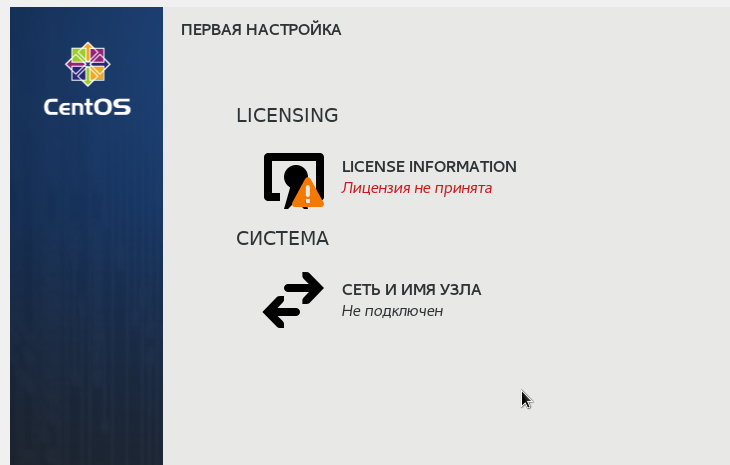 ПЕРВАЯ НАСТРОЙКА
CentOS
LICENSING
LICENSE INFORMATION
Лицензия не принята
СИСТЕМА
СЕТЬ И ИМЯ УЗЛА
Не подключен